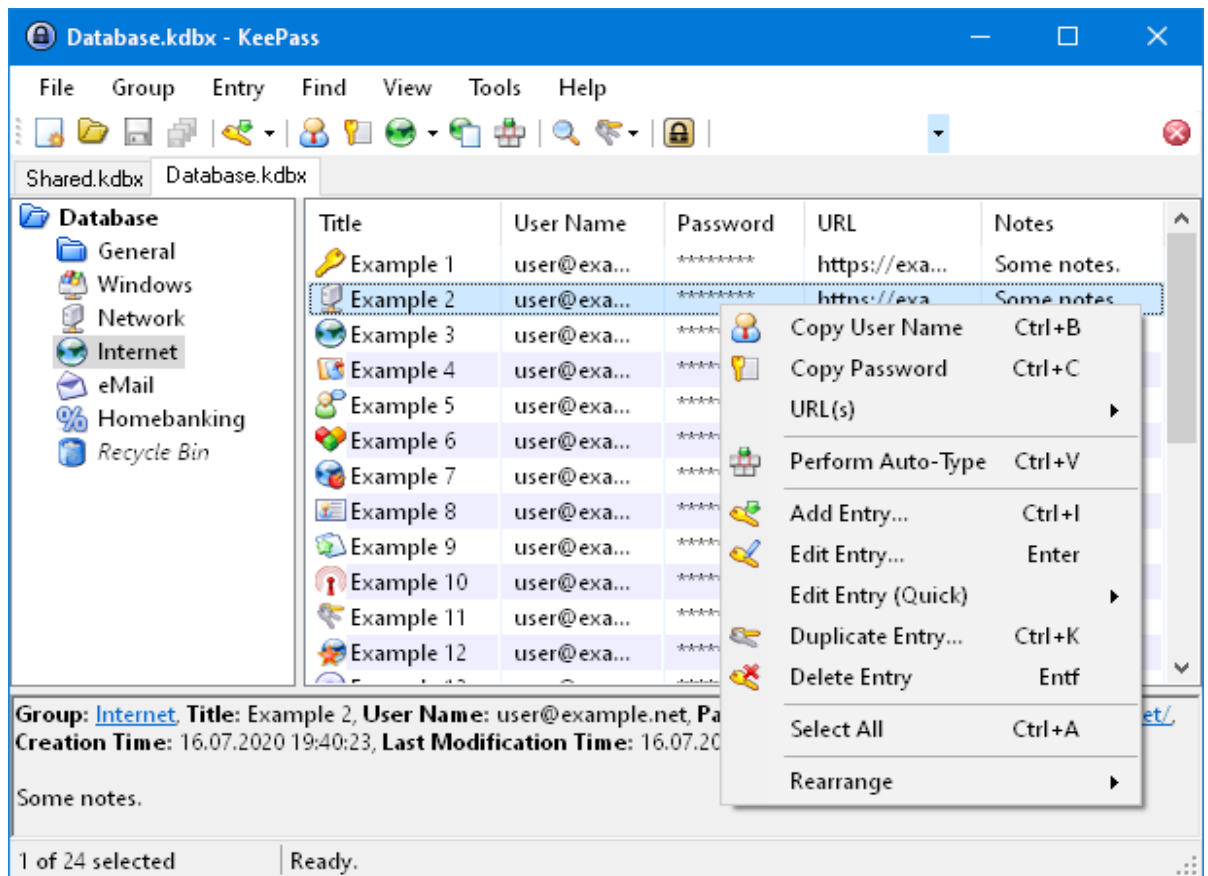 Database.kdbx - KeePass
File Group Entry Find View Tools Help
Shared.kdbx Database.kdbx
Database
General
Windows
Network
Internet
eMail
Homebanking
Recycle Bin
Title User Name Password URL Notes
Example 1 user@exa... ******** https://exa... Some notes.
Example 2 user@exa... ******** https://exa... Some notes.
Example 3 user@exa...
Example 4 user@exa...
Example 5 user@exa...
Example 6 user@exa...
Example 7 user@exa...
Example 8 user@exa...
Example 9 user@exa...
Example 10 user@exa...
Example 11 user@exa...
Example 12 user@exa...
Copy User Name Ctrl+B
Copy Password Ctrl+C
URL(s)
Perform Auto-Type Ctrl+V
Add Entry... Ctrl+I
Edit Entry... Enter
Edit Entry (Quick)
Duplicate Entry... Ctrl+K
Delete Entry Entf
Select All Ctrl+A
Rearrange
Group: Internet, Title: Example 2, User Name: user@example.net, Pa et/,
Creation Time: 16.07.2020 19:40:23, Last Modification Time: 16.07.20
Some notes.
1 of 24 selected Ready.